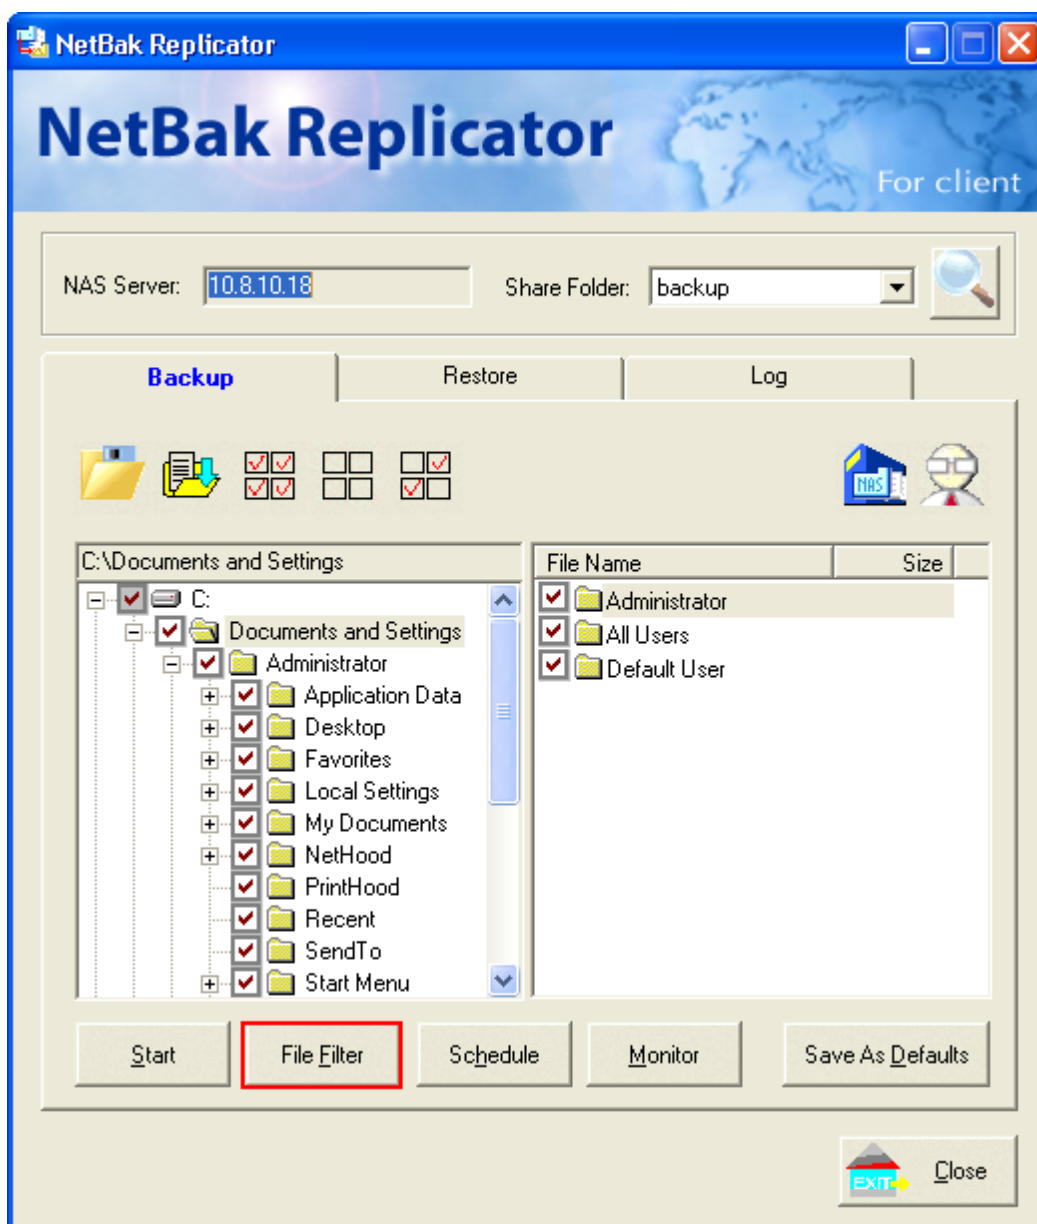 NetBak Replicator
NetBak Replicator
For client
NAS Server: 10.8.10.18 Share Folder: backup
Backup Restore Log
NAS
C:\Documents and Settings
File Name Size
C:
Documents and Settings
Administrator
Application Data
Desktop
Favorites
Local Settings
My Documents
NetHood
PrintHood
Recent
SendTo
Start Menu
Administrator
All Users
Default User
Start File Filter Schedule Monitor Save As Defaults
EXIT Close